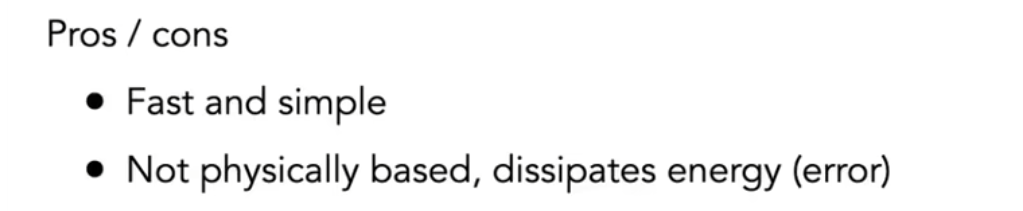 Pros / cons
• Fast and simple
• Not physically based, dissipates energy (error)